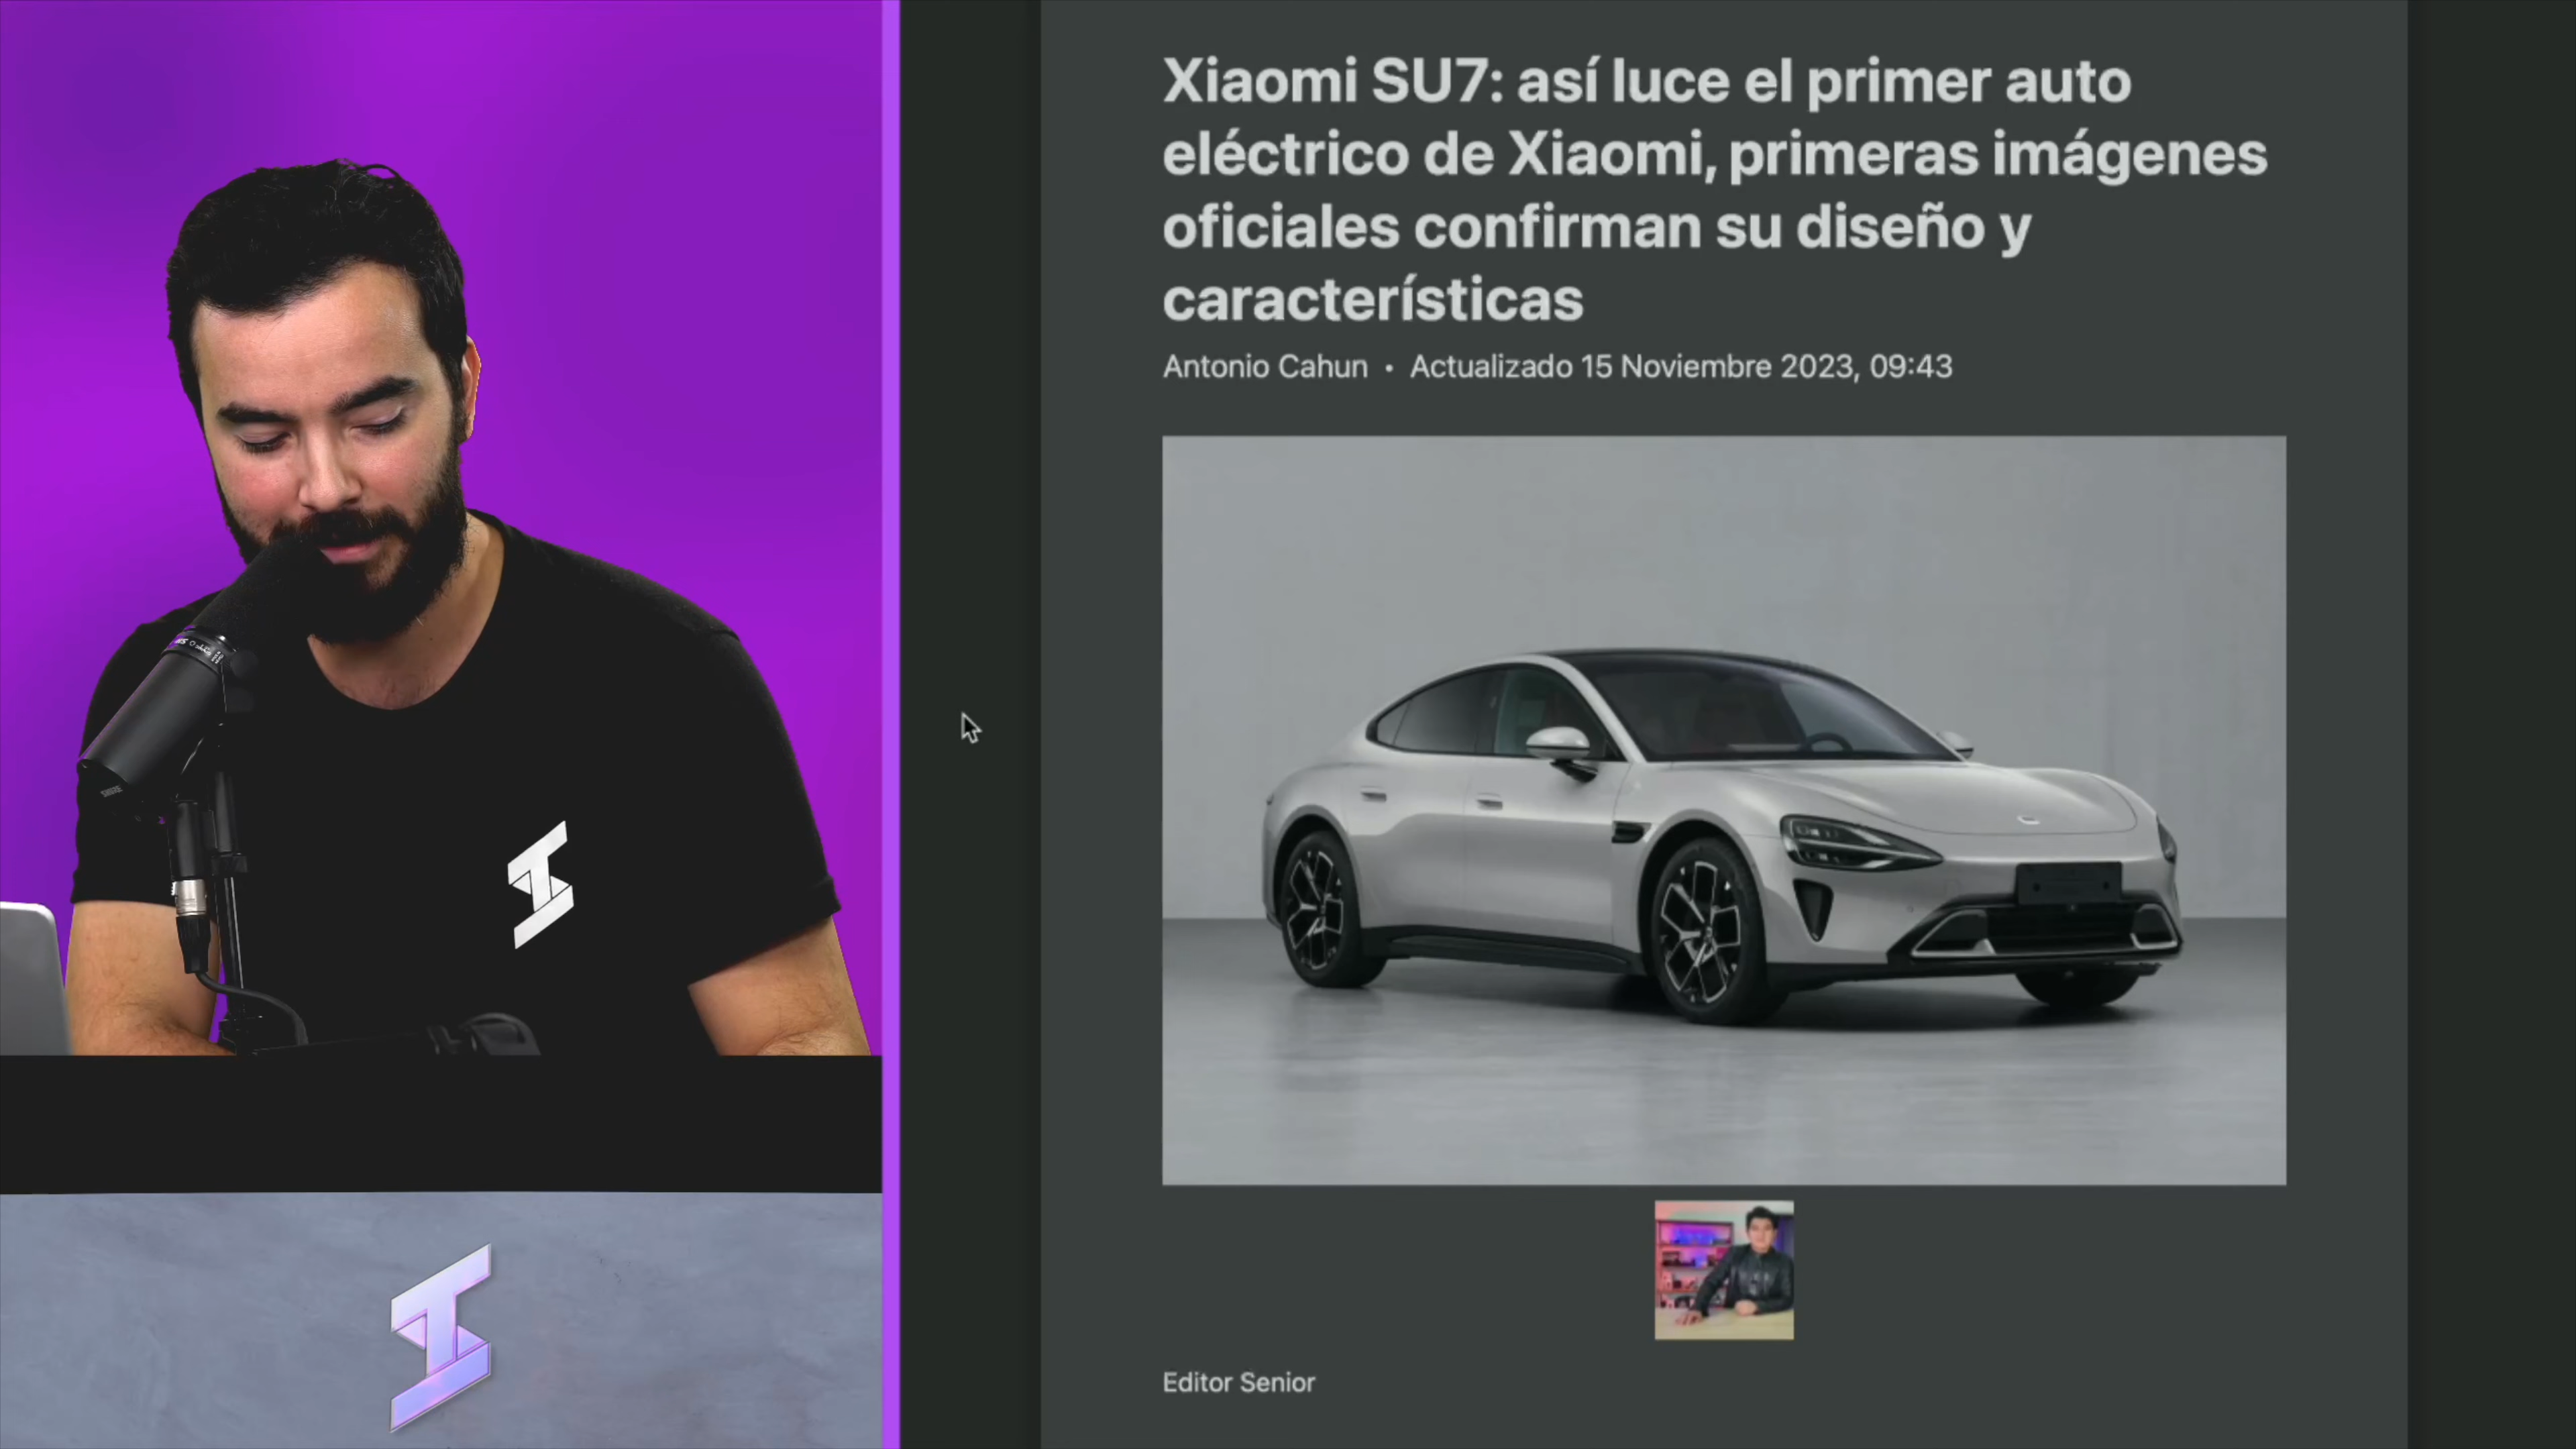 Xiaomi SU7: así luce el primer auto
eléctrico de Xiaomi, primeras imágenes
oficiales confirman su diseño y
características
Antonio Cahun • Actualizado 15 Noviembre 2023, 09:43
SHURE
Editor Senior